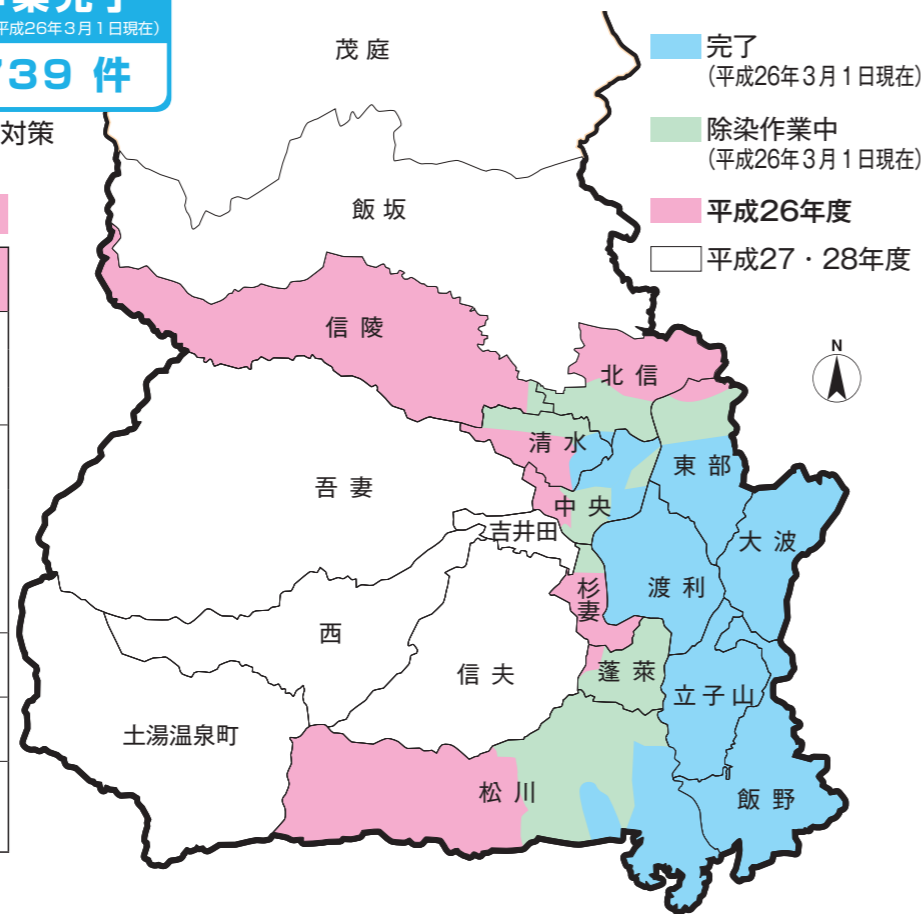 (平成26年3月1日現在)
739 件
対策
完了
(平成26年3月1日現在)
除染作業中
(平成26年3月1日現在)
平成26年度
平成27・28年度
N
茂庭
飯坂
信陵
北信
清水
東部
吾妻
中央
吉井田
大波
杉妻
渡利
西
信夫
蓬萊
立子山
土湯温泉町
松川
飯野